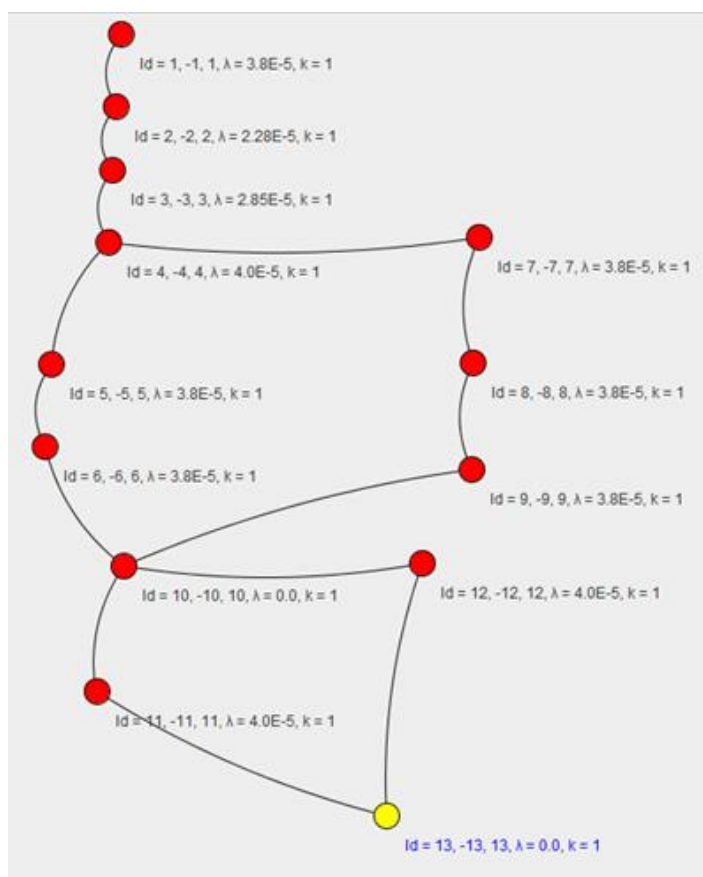 Id = 1, -1, 1, λ = 3.8E-5, k = 1
Id = 2, -2, 2, λ = 2.28E-5, k = 1
Id = 3, -3, 3, λ = 2.85E-5, k = 1
Id = 4, -4, 4, λ = 4.0E-5, k = 1
Id = 7, -7, 7, λ = 3.8E-5, k = 1
Id = 5, -5, 5, λ = 3.8E-5, k = 1
Id = 8, -8, 8, λ = 3.8E-5, k = 1
Id = 6, -6, 6, λ = 3.8E-5, k = 1
Id = 9, -9, 9, λ = 3.8E-5, k = 1
Id = 10, -10, 10, λ = 0.0, k = 1
Id = 12, -12, 12, λ = 4.0E-5, k = 1
Id = 11, -11, 11, λ = 4.0E-5, k = 1
Id = 13, -13, 13, λ = 0.0, k = 1